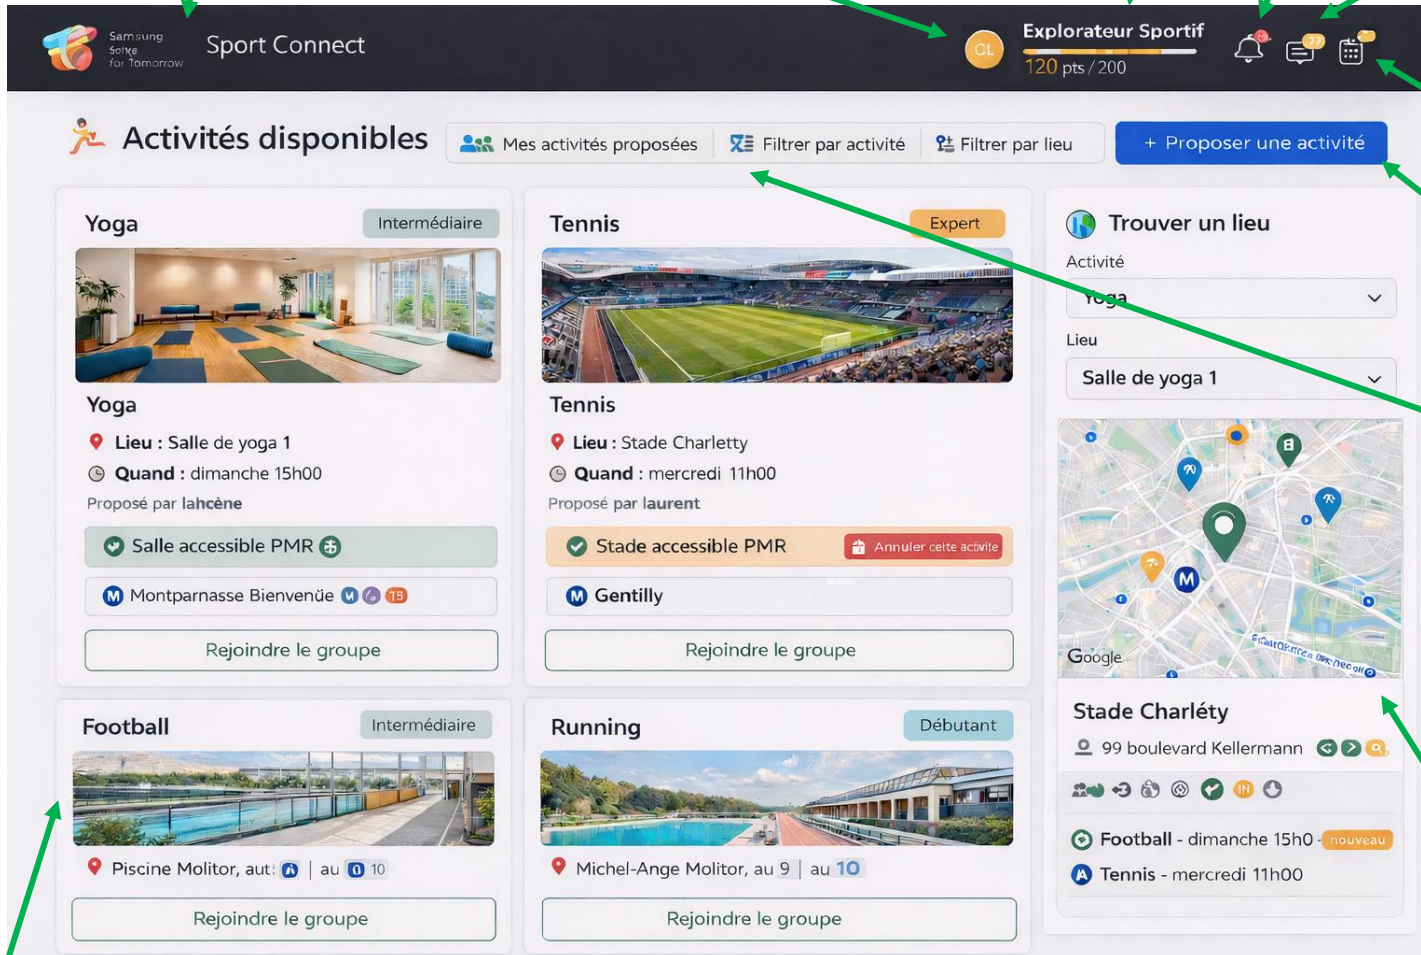 Samsung
Solve
for Tomorrow
Sport Connect
CL
Explorateur Sportif
120 pts / 200
Activités disponibles
Mes activités proposées
Filtrer par activité
Filtrer par lieu
+ Proposer une activité
Yoga
Intermédiaire
Yoga
Lieu : Salle de yoga 1
Quand : dimanche 15h00
Proposé par lahcène
Salle accessible PMR
M Montparnasse Bienvenüe
Rejoindre le groupe
Tennis
Expert
Tennis
Lieu : Stade Charletty
Quand : mercredi 11h00
Proposé par laurent
Stade accessible PMR
Annuler cette activite
M Gentilly
Rejoindre le groupe
Trouver un lieu
Activité
Yoga
Lieu
Salle de yoga 1
M
Google
Stade Charléty
99 boulevard Kellermann
IN
Football - dimanche 15h0 - nouveau
Tennis - mercredi 11h00
Football
Intermédiaire
Piscine Molitor, aut: | au 10
Rejoindre le groupe
Running
Débutant
Michel-Ange Molitor, au 9 | au 10
Rejoindre le groupe